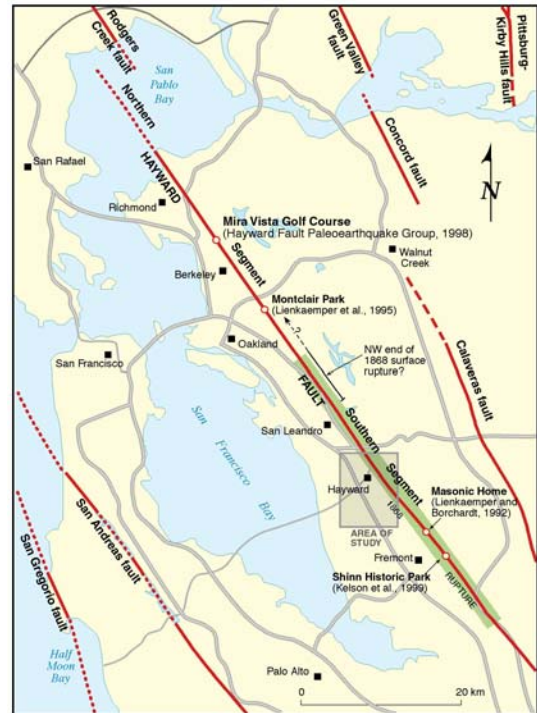 Rodgers
Creek fault
San
Pablo
Bay
Green Valley
fault
Pittsburg-
Kirby Hills fault
Northern
Concord fault
San Rafael
HAYWARD
N
Richmond
Mira Vista Golf Course
(Hayward Fault Paleoearthquake Group, 1998)
Walnut
Creek
Segment
Berkeley
Montclair Park
(Lienkaemper et al., 1995)
?
Oakland
NW end of
1868 surface
rupture?
San Francisco
Calaveras fault
FAULT
Southern
San
Francisco
Bay
San Leandro
Segment
Hayward
1868
Masonic Home
(Lienkaemper and
Borchardt, 1992)
AREA OF
STUDY
San Andreas fault
Fremont
Shinn Historic Park
(Kelson et al., 1999)
RUPTURE
San Gregorio fault
Half
Moon
Bay
Palo Alto
0
20 km